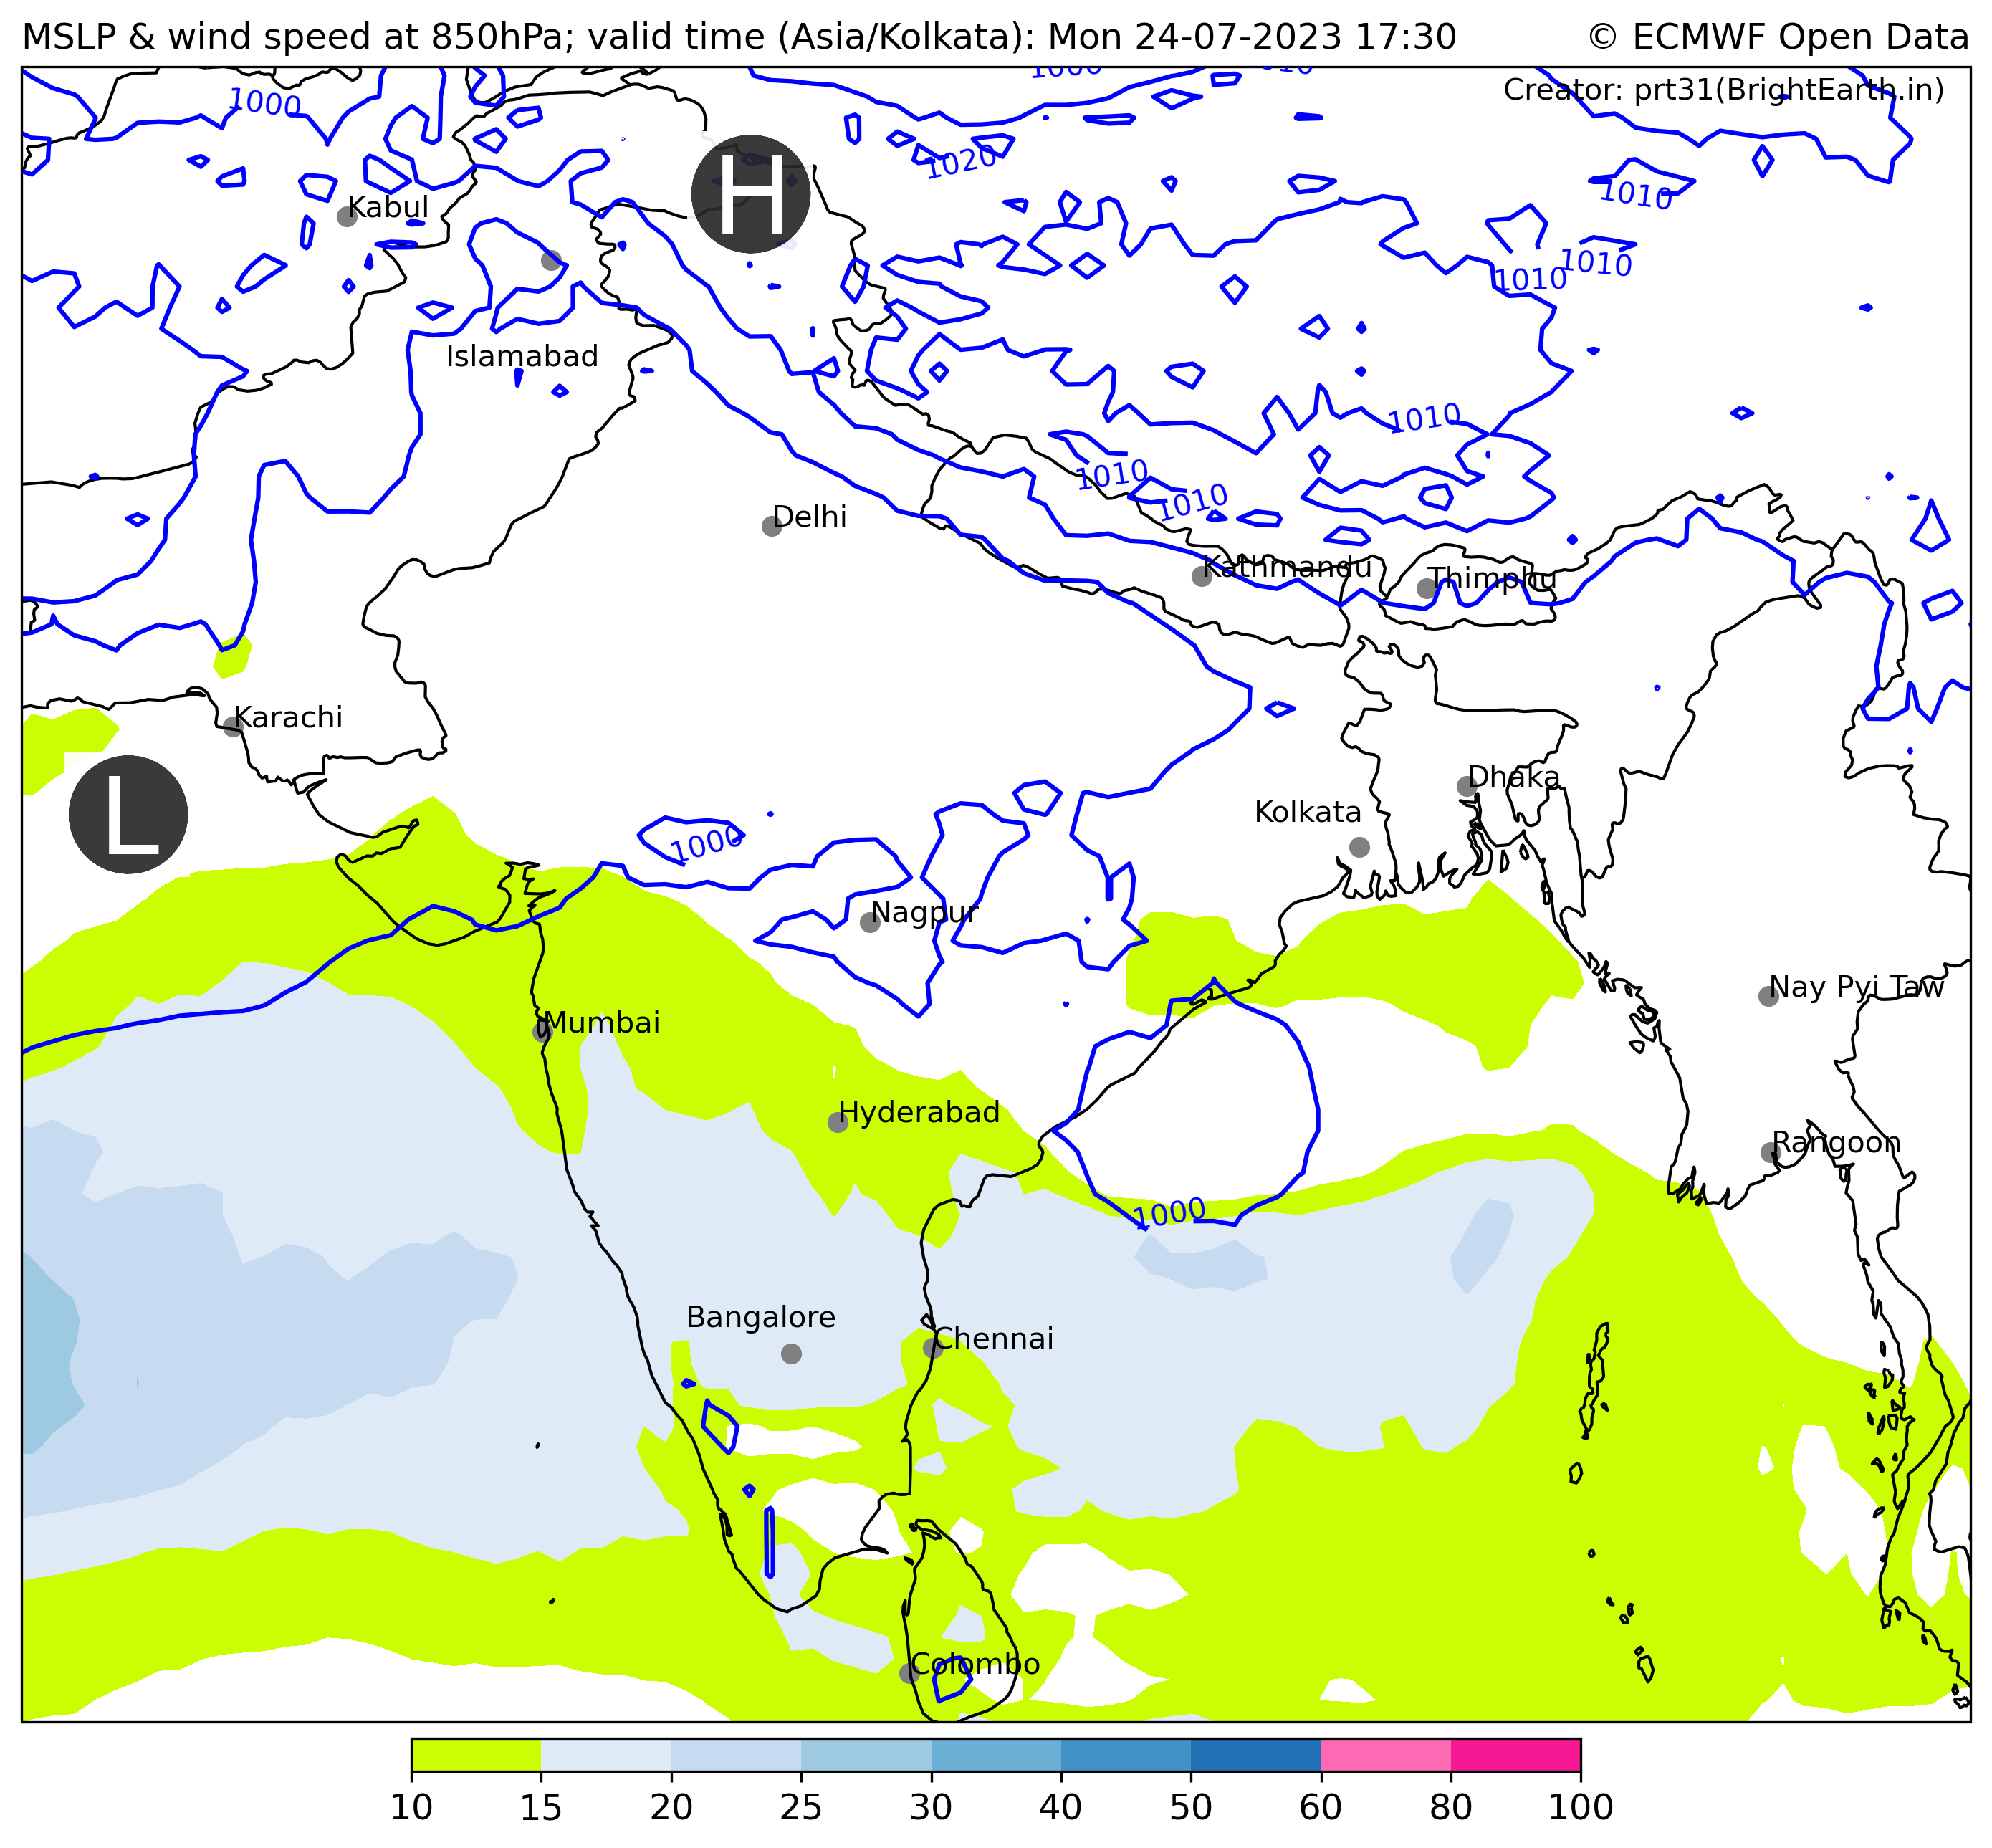 MSLP & wind speed at 850hPa; valid time (Asia/Kolkata): Mon 24-07-2023 17:30
© ECMWF Open Data
Creator: prt31(BrightEarth.in)
1000
1010
1000
H
1020
1010
Kabul
1010
1010
Islamabad
1010
1010
1010
Delhi
Kathmandu
Thimphu
Karachi
Dhaka
L
Kolkata
1000
Nagpur
Nay Pyi Taw
Mumbai
Hyderabad
Rangoon
1000
Bangalore
Chennai
Colombo
10 15 20 25 30 40 50 60 80 100